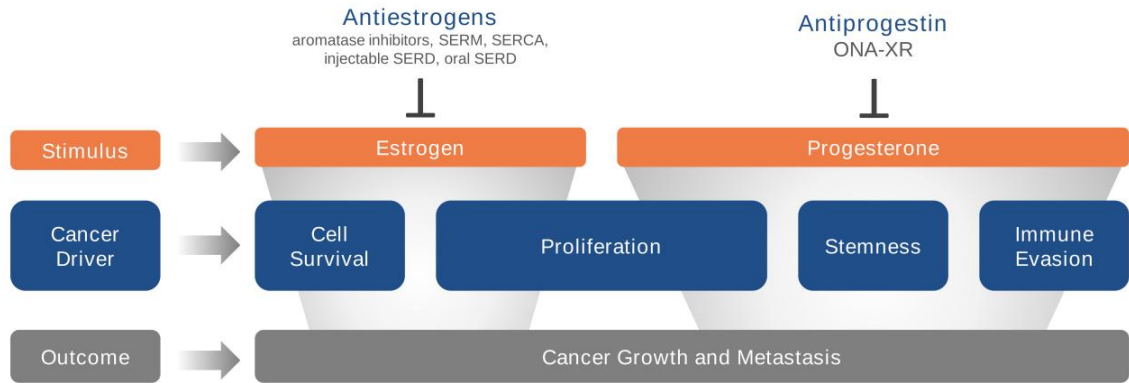 Antiestrogens
aromatase inhibitors, SERM, SERCA,
injectable SERD, oral SERD
Antiprogestin
ONA-XR
Stimulus
Estrogen
Progesterone
Cancer
Driver
Cell
Survival
Proliferation
Stemness
Immune
Evasion
Outcome
Cancer Growth and Metastasis